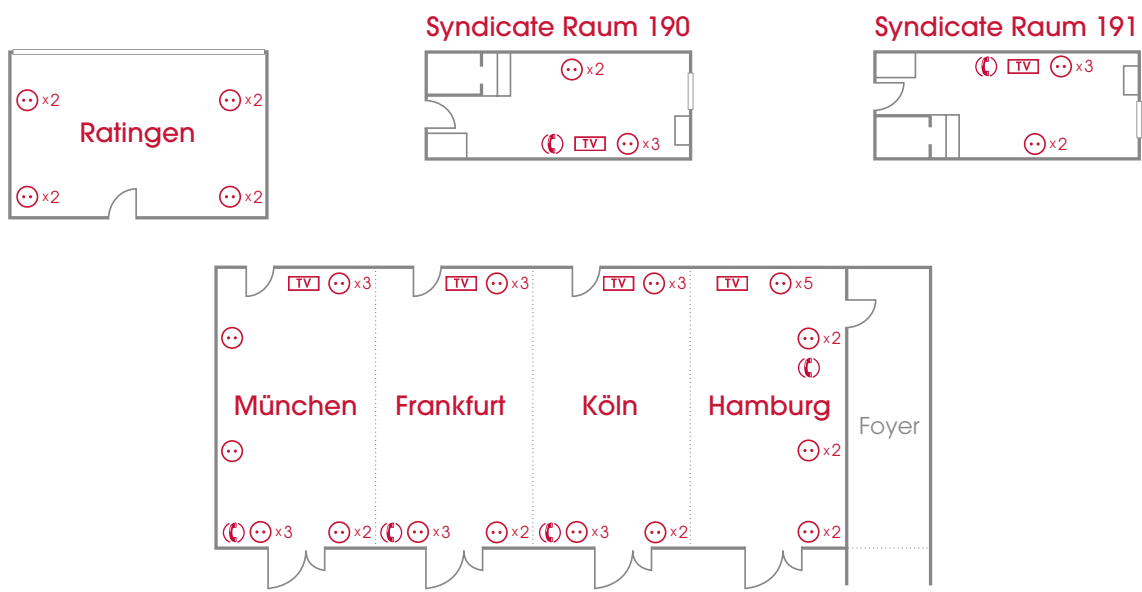 Syndicate Raum 190
Syndicate Raum 191
x2
x2
Ratingen
x2
x2
x2
TV x3
TV x3
x2
TV x3
TV x3
TV x3
TV x5
x2
München
Frankfurt
Köln
Hamburg
Foyer
x2
x3
x2
x3
x2
x3
x2
x2